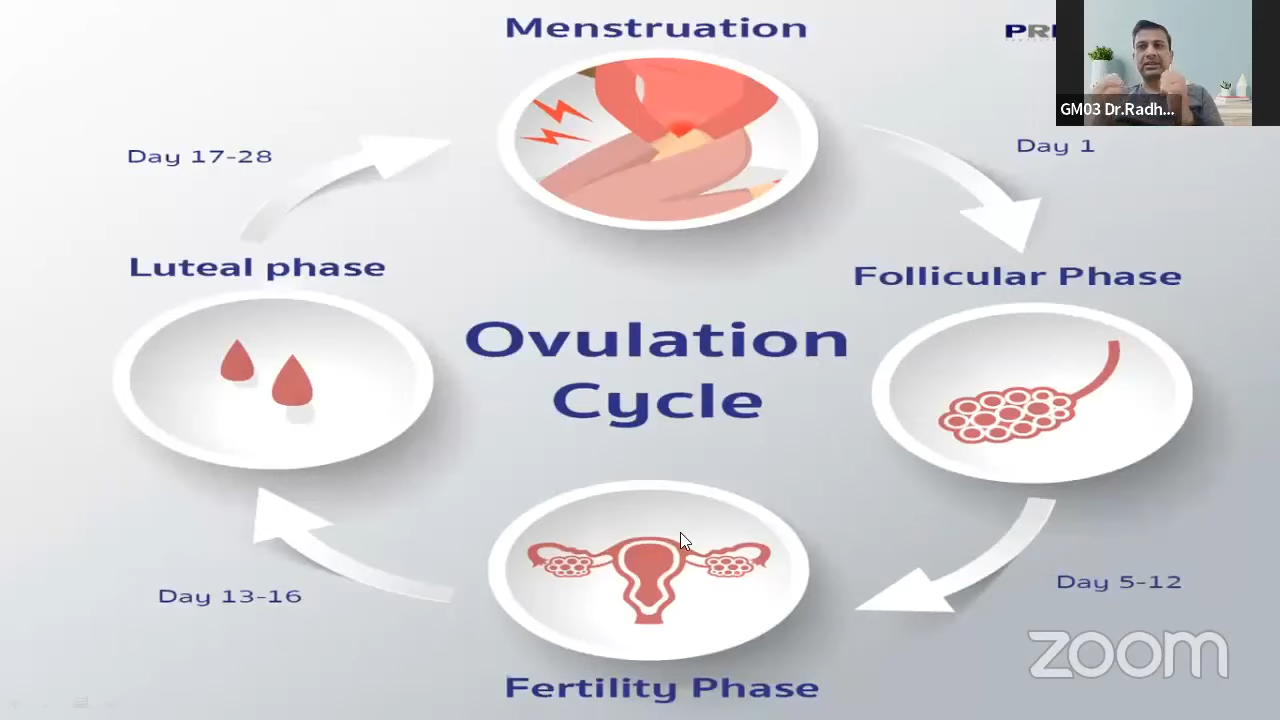 Menstruation
PRI
GM03 Dr.Radh...
Day 17-28
Day 1
Luteal phase
Follicular Phase
Ovulation
Cycle
Day 13-16
Day 5-12
zoom
Fertility Phase